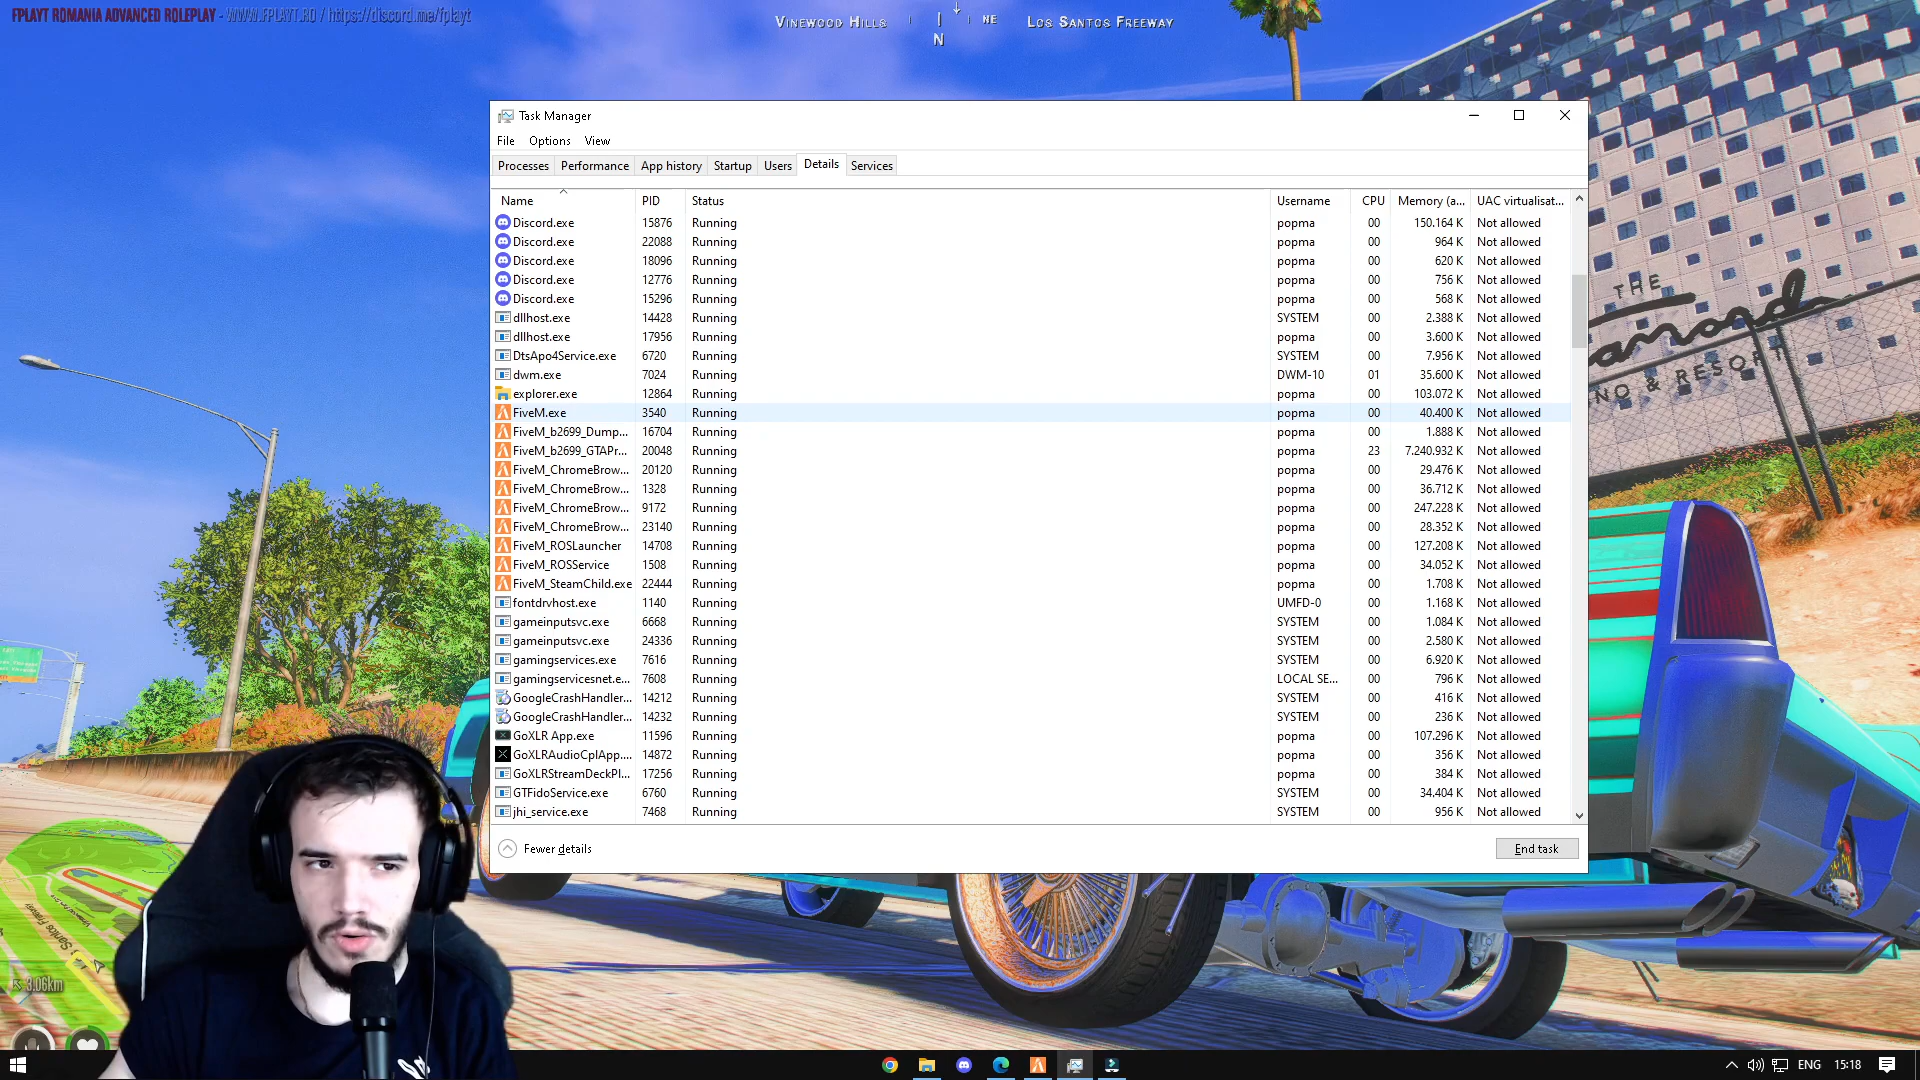 FPLAYT ROMANIA ADVANCED ROLEPLAY - WWW.FPLAYT.RO / https://discord.me/fplayt
VINEWOOD HILLS NE LOS SANTOS FREEWAY
N
Task Manager
File Options View
Processes Performance App history Startup Users Details Services
Name PID Status Username CPU Memory (a... UAC virtualisat...
Discord.exe 15876 Running popma 00 150.164 K Not allowed
Discord.exe 22088 Running popma 00 964 K Not allowed
Discord.exe 18096 Running popma 00 620 K Not allowed
Discord.exe 12776 Running popma 00 756 K Not allowed
Discord.exe 15296 Running popma 00 568 K Not allowed
dllhost.exe 14428 Running SYSTEM 00 2.388 K Not allowed
dllhost.exe 17956 Running popma 00 3.600 K Not allowed
DtsApo4Service.exe 6720 Running SYSTEM 00 7.956 K Not allowed
dwm.exe 7024 Running DWM-10 01 35.600 K Not allowed
explorer.exe 12864 Running popma 00 103.072 K Not allowed
FiveM.exe 3540 Running popma 00 40.400 K Not allowed
FiveM_b2699_Dump... 16704 Running popma 00 1.888 K Not allowed
FiveM_b2699_GTAPr... 20048 Running popma 23 7.240.932 K Not allowed
FiveM_ChromeBrow... 20120 Running popma 00 29.476 K Not allowed
FiveM_ChromeBrow... 1328 Running popma 00 36.712 K Not allowed
FiveM_ChromeBrow... 9172 Running popma 00 247.228 K Not allowed
FiveM_ChromeBrow... 23140 Running popma 00 28.352 K Not allowed
FiveM_ROSLauncher 14708 Running popma 00 127.208 K Not allowed
FiveM_ROSService 1508 Running popma 00 34.052 K Not allowed
FiveM_SteamChild.exe 22444 Running popma 00 1.708 K Not allowed
fontdrvhost.exe 1140 Running UMFD-0 00 1.168 K Not allowed
gameinputsvc.exe 6668 Running SYSTEM 00 1.084 K Not allowed
gameinputsvc.exe 24336 Running SYSTEM 00 2.580 K Not allowed
gamingservices.exe 7616 Running SYSTEM 00 6.920 K Not allowed
gamingservicesnet.e... 7608 Running LOCAL SE... 00 796 K Not allowed
GoogleCrashHandler... 14212 Running SYSTEM 00 416 K Not allowed
GoogleCrashHandler... 14232 Running SYSTEM 00 236 K Not allowed
GoXLR App.exe 11596 Running popma 00 107.296 K Not allowed
GoXLRAudioCplApp.... 14872 Running popma 00 356 K Not allowed
GoXLRStreamDeckPl... 17256 Running popma 00 384 K Not allowed
GTFidoService.exe 6760 Running SYSTEM 00 34.404 K Not allowed
jhi_service.exe 7468 Running SYSTEM 00 956 K Not allowed
Fewer details End task
THE
& RESORT
3.06km
ENG 15:18